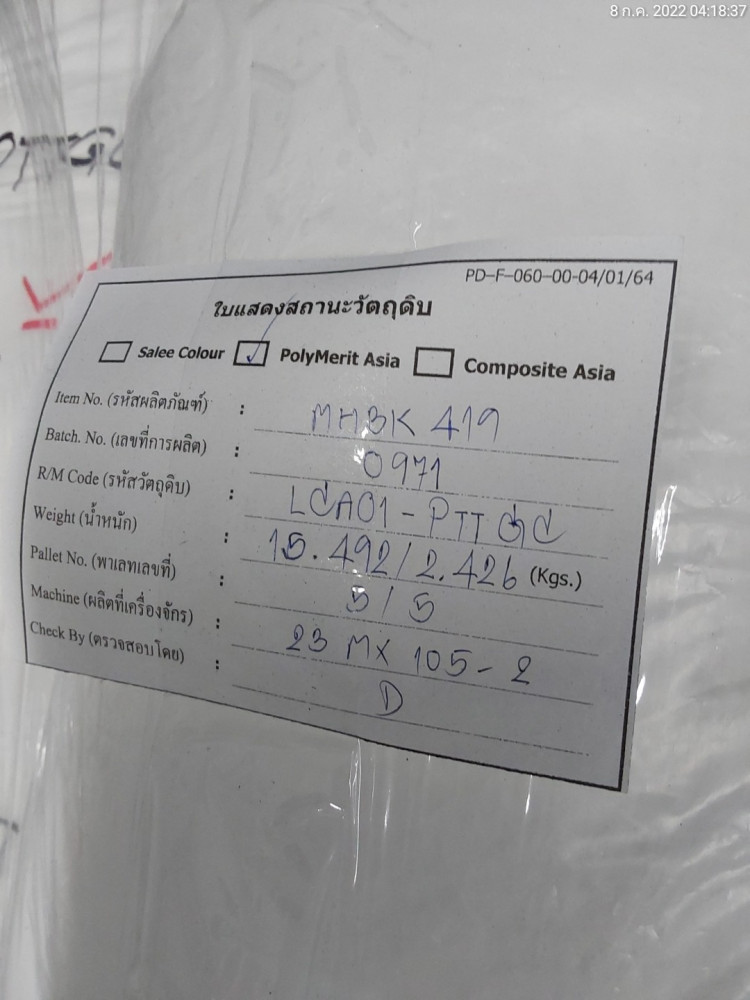 8 ก.ค. 2022 04:18:37
PD-F-060-00-04/01/64
ใบแสดงสถานะวัตถุดิบ
Salee Colour ✓ PolyMerit Asia Composite Asia
Item No. (รหัสผลิตภัณฑ์) : MHBK 419
Batch. No. (เลขที่การผลิต) : 0971
R/M Code (รหัสวัตถุดิบ) : LCA01-PTTGC
Weight (น้ำหนัก) : 15.492/2.426 (Kgs.)
Pallet No. (พาเลทเลขที่) : 5/5
Machine (ผลิตที่เครื่องจักร) : 23 MX 105-2
Check By (ตรวจสอบโดย) : D